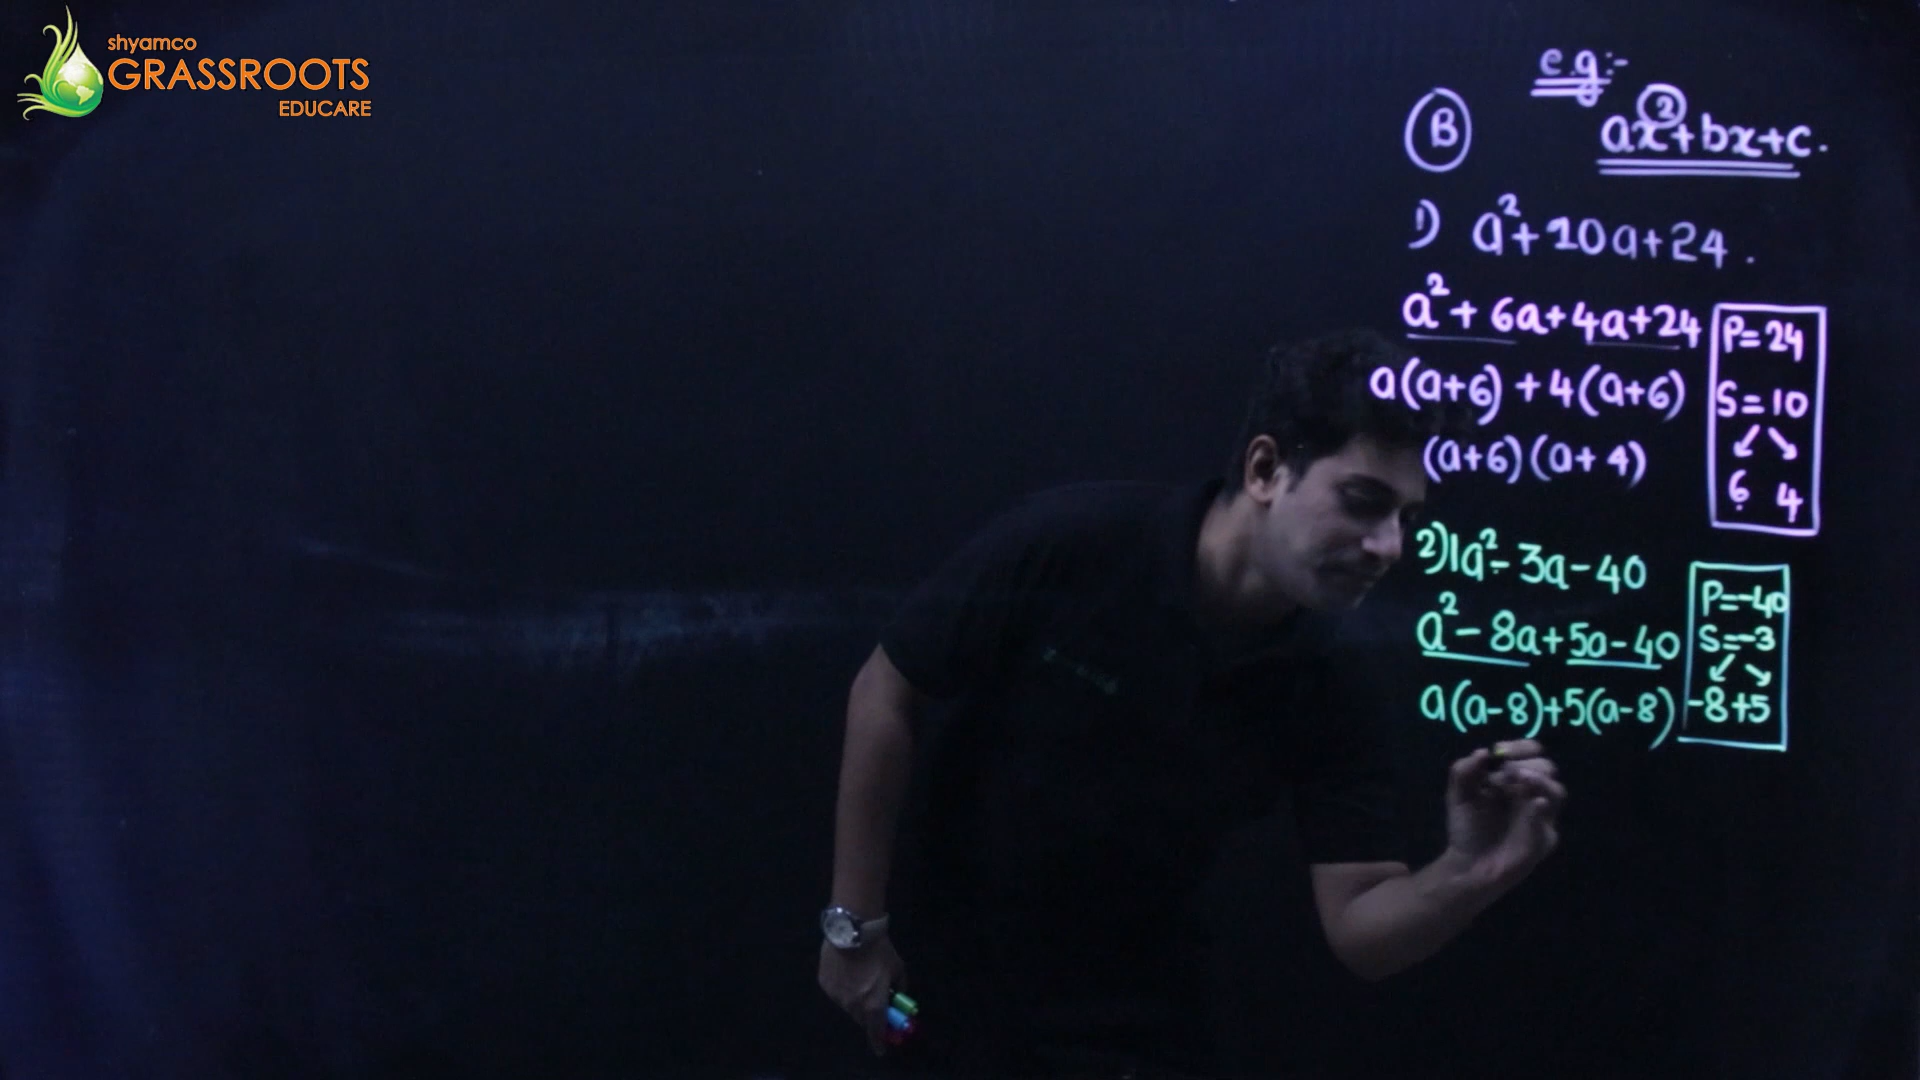 shyamco
GRASSROOTS
EDUCARE
e.g:-
B
ax²+bx+c.
1) a²+10a+24.
a²+6a+4a+24
P=24
a(a+6)+4(a+6)
S=10
(a+6)(a+4)
6 4
2)1a²-3a-40
P=-40
a²-8a+5a-40
S=-3
a(a-8)+5(a-8)
-8+5